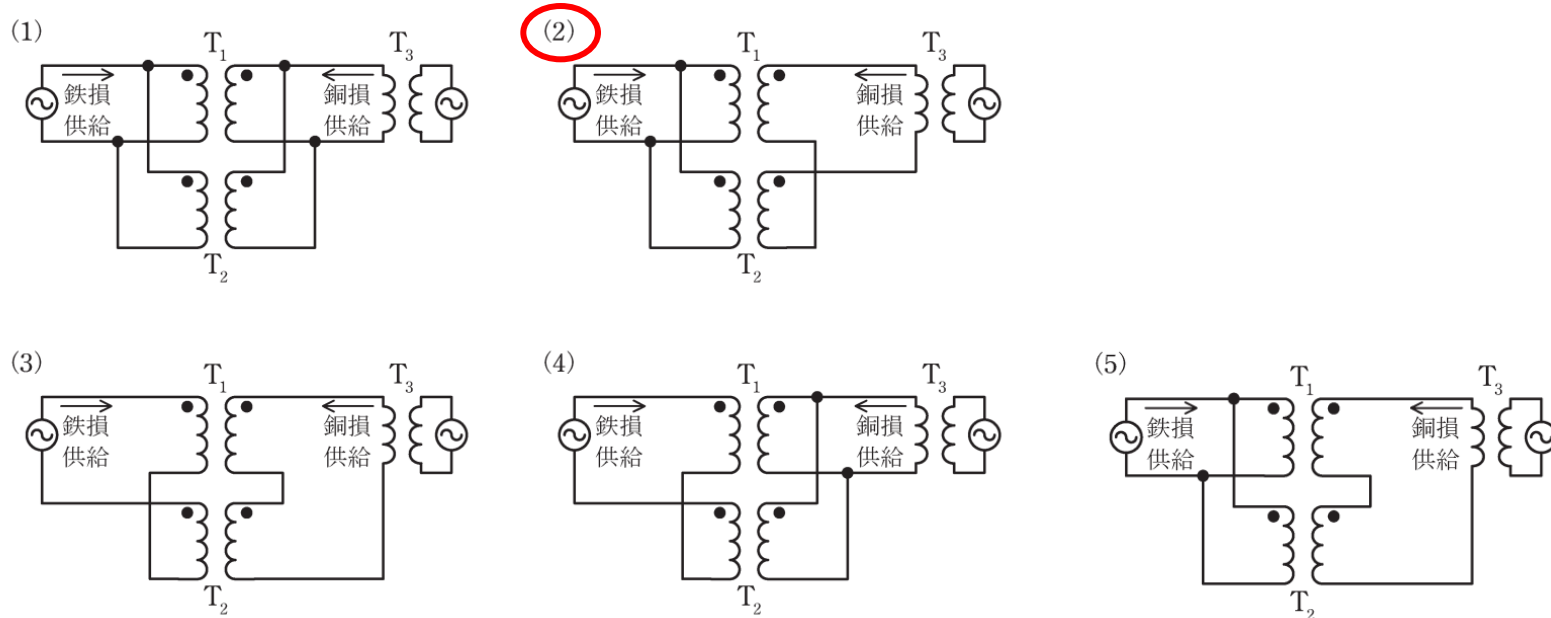 (1)
T1
T3
鉄損
供給
銅損
供給
T2
(2)
T1
T3
鉄損
供給
銅損
供給
T2
(3)
T1
T3
鉄損
供給
銅損
供給
T2
(4)
T1
T3
鉄損
供給
銅損
供給
T2
(5)
T1
T3
鉄損
供給
銅損
供給
T2